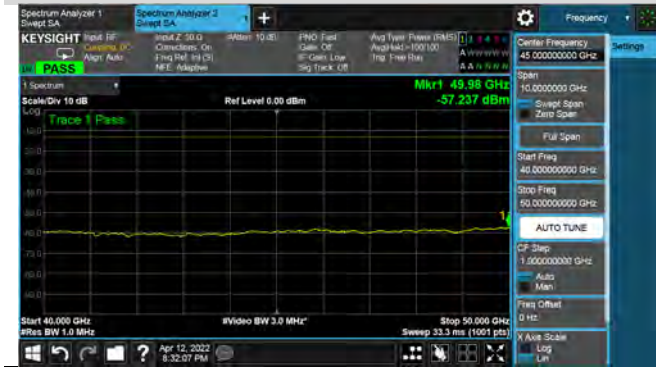 Spectrum Analyzer 1
Swept SA
Spectrum Analyzer 2
Swept SA
+
Frequency
KEYSIGHT
Input: RF
Coupling: DC
Align: Auto
Input Z: 50 Ω
Corrections: On
Freq Ref: Int (S)
NFE: Adaptive
#Atten: 10 dB
PNO: Fast
Gate: Off
IF Gain: Low
Sig Track: Off
Avg Type: Power (RMS)
Avg|Hold:>100/100
Trig: Free Run
PASS
1 Spectrum
Scale/Div 10 dB
Ref Level 0.00 dBm
Mkr1 49.98 GHz
-57.237 dBm
Log
Trace 1 Pass
1
Start 40.000 GHz
#Res BW 1.0 MHz
#Video BW 3.0 MHz*
Stop 50.000 GHz
Sweep 33.3 ms (1001 pts)
Apr 12, 2022
8:32:07 PM
?
Center Frequency
45.000000000 GHz
Settings
Span
10.0000000 GHz
Swept Span
Zero Span
Full Span
Start Freq
40.000000000 GHz
Stop Freq
50.000000000 GHz
AUTO TUNE
CF Step
1.000000000 GHz
Auto
Man
Freq Offset
0 Hz
X Axis Scale
Log
Lin